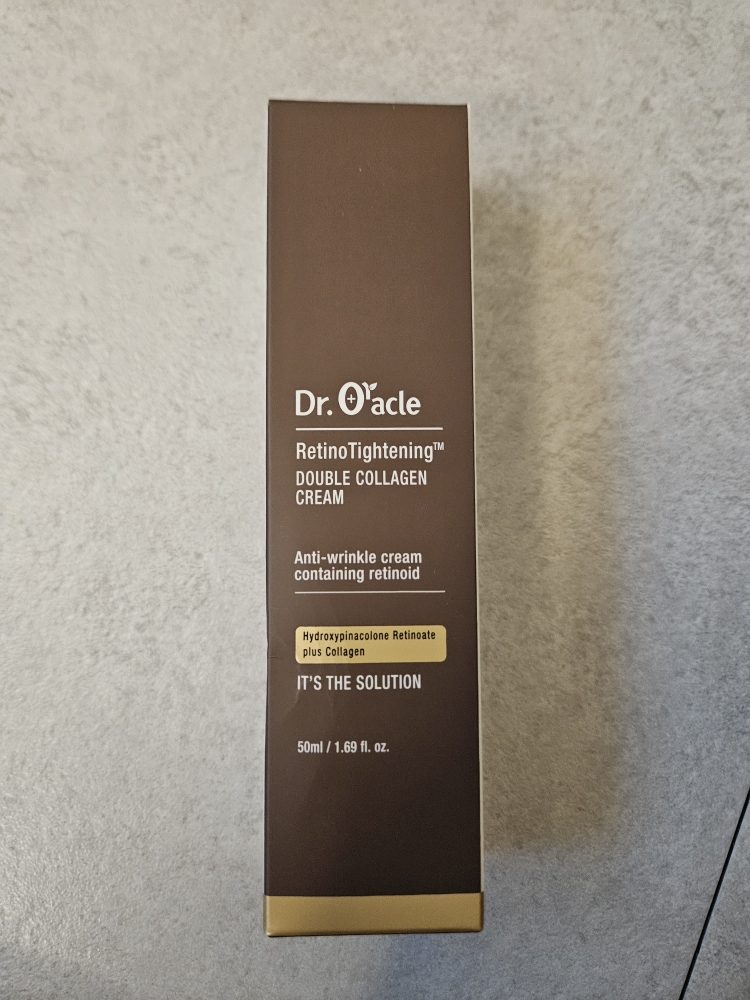 Dr. Oracle
RetinoTightening™
DOUBLE COLLAGEN
CREAM
Anti-wrinkle cream
containing retinoid
Hydroxypinacolone Retinoate
plus Collagen
IT'S THE SOLUTION
50ml / 1.69 fl. oz.